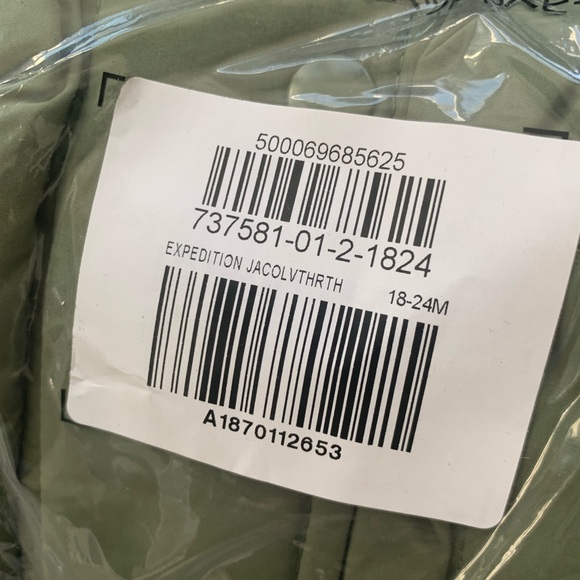 500069685625
737581-01-2-1824
EXPEDITION JACOLVTHRTH
18-24M
A1870112653